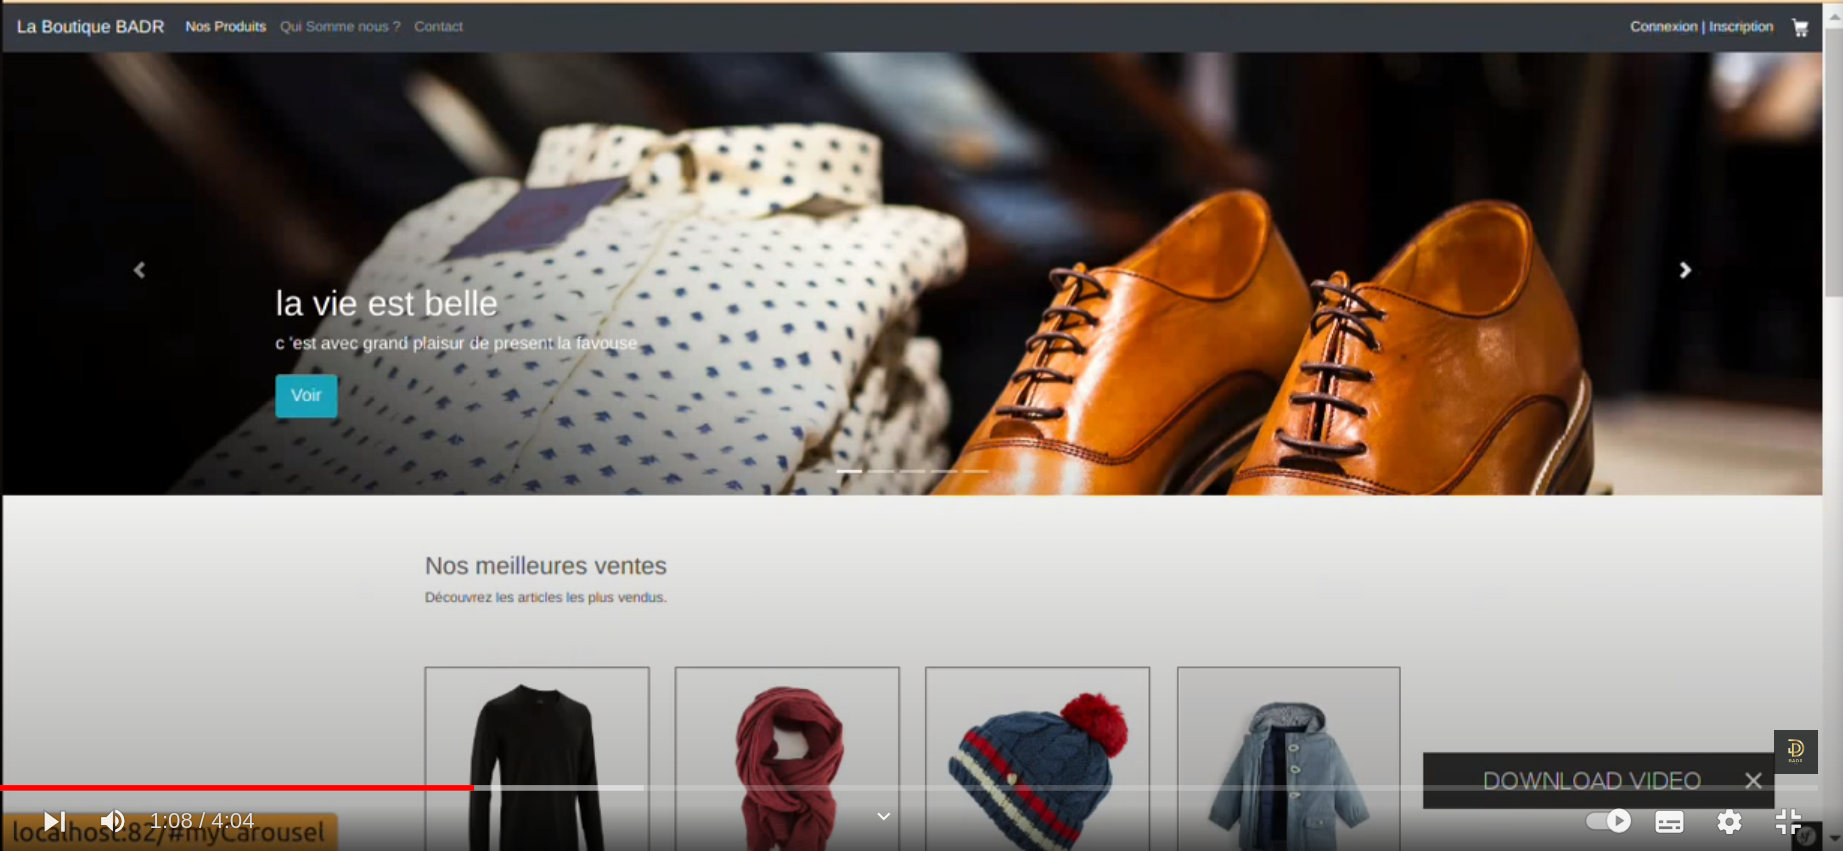 La Boutique BADR Nos Produits Qui Somme nous ? Contact Connexion | Inscription
la vie est belle
c 'est avec grand plaisur de present la favouse
Voir
Nos meilleures ventes
Découvrez les articles les plus vendus.
BADR
DOWNLOAD VIDEO
1:08 / 4:04
localhost:82/#myCarousel